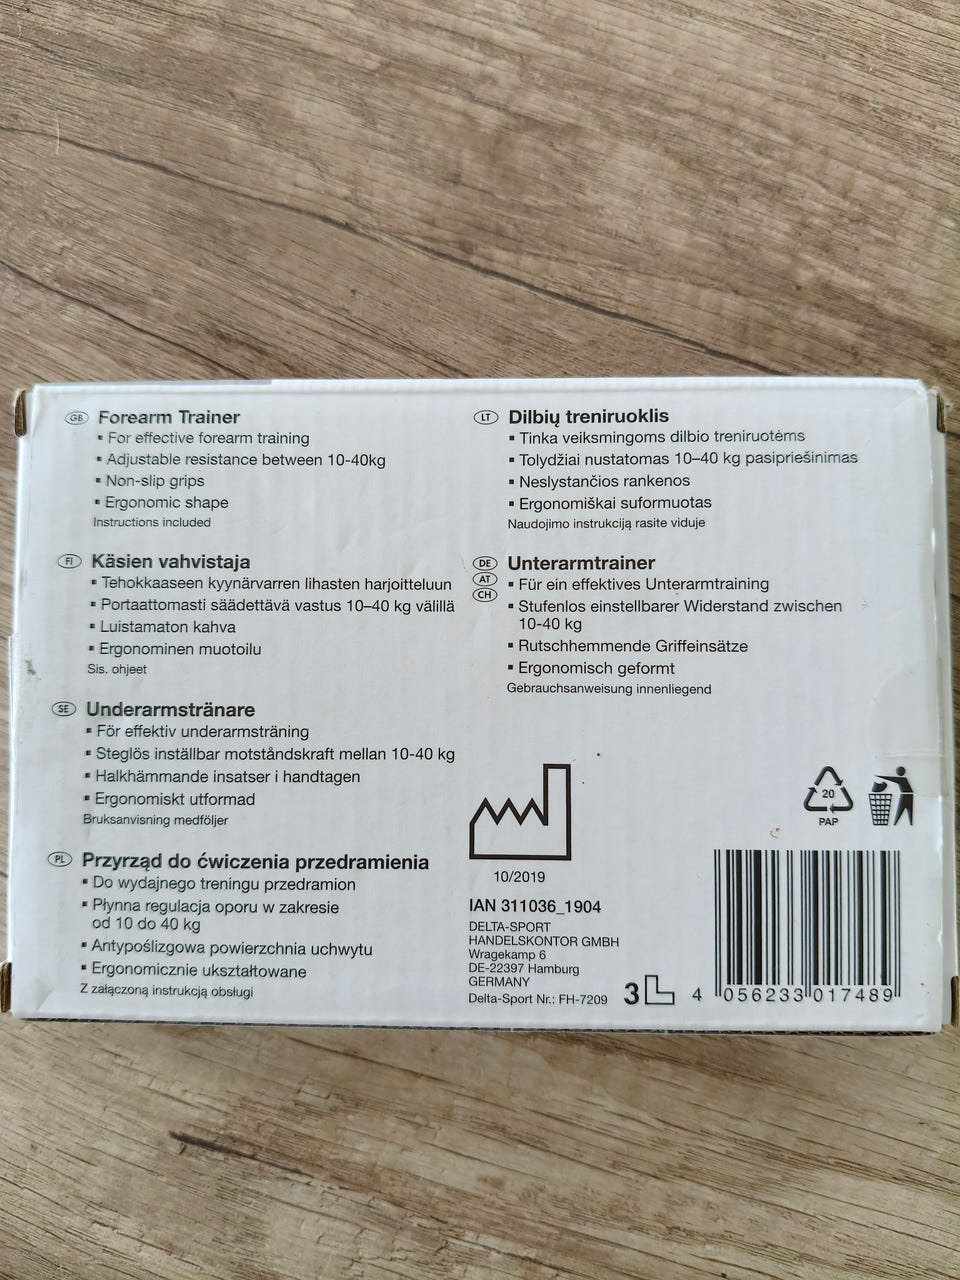 GB Forearm Trainer
▪ For effective forearm training
▪ Adjustable resistance between 10-40kg
▪ Non-slip grips
▪ Ergonomic shape
Instructions included
FI Käsien vahvistaja
▪ Tehokkaaseen kyynärvarren lihasten harjoitteluun
▪ Portaattomasti säädettävä vastus 10–40 kg välillä
▪ Luistamaton kahva
▪ Ergonominen muotoilu
Sis. ohjeet
SE Underarmstränare
▪ För effektiv underarmsträning
▪ Steglös inställbar motståndskraft mellan 10-40 kg
▪ Halkhämmande insatser i handtagen
▪ Ergonomiskt utformad
Bruksanvisning medföljer
PL Przyrząd do ćwiczenia przedramienia
▪ Do wydajnego treningu przedramion
▪ Płynna regulacja oporu w zakresie
od 10 do 40 kg
▪ Antypoślizgowa powierzchnia uchwytu
▪ Ergonomicznie ukształtowane
Z załączoną instrukcją obsługi
LT Dilbių treniruoklis
▪ Tinka veiksmingoms dilbio treniruotėms
▪ Tolydžiai nustatomas 10–40 kg pasipriešinimas
▪ Neslystančios rankenos
▪ Ergonomiškai suformuotas
Naudojimo instrukciją rasite viduje
DE AT CH Unterarmtrainer
▪ Für ein effektives Unterarmtraining
▪ Stufenlos einstellbarer Widerstand zwischen
10-40 kg
▪ Rutschhemmende Griffeinsätze
▪ Ergonomisch geformt
Gebrauchsanweisung innenliegend
10/2019
IAN 311036_1904
DELTA-SPORT
HANDELSKONTOR GMBH
Wragekamp 6
DE-22397 Hamburg
GERMANY
Delta-Sport Nr.: FH-7209
3 L
20
PAP
4 056233 017489